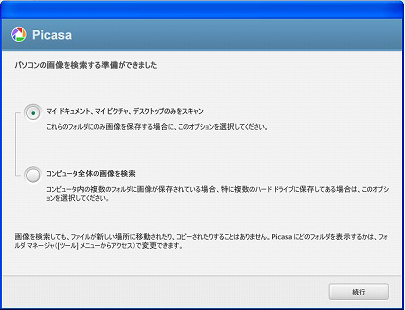 Picasa
パソコンの画像を検索する準備ができました
マイ ドキュメント、マイ ピクチャ、デスクトップのみをスキャン
これらのフォルダにのみ画像を保存する場合に、このオプションを選択してください。
コンピュータ全体の画像を検索
コンピュータ内の複数のフォルダに画像が保存されている場合、特に複数のハード ドライブに保存してある場合は、このオプシ
ョンを選択してください。
画像を検索しても、ファイルが新しい場所に移動されたり、コピーされたりすることはありません。Picasa にどのフォルダを表示するかは、フォ
ルダ マネージャ([ツール] メニューからアクセス)で変更できます。
続行